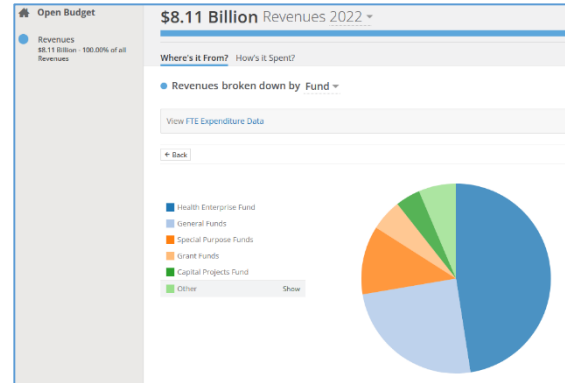 Open Budget
Revenues
$8.11 Billion - 100.00% of all
Revenues
$8.11 Billion Revenues 2022
Where's it From? How's it Spent?
Revenues broken down by Fund
View FTE Expenditure Data
← Back
Health Enterprise Fund
General Funds
Special Purpose Funds
Grant Funds
Capital Projects Fund
Other Show